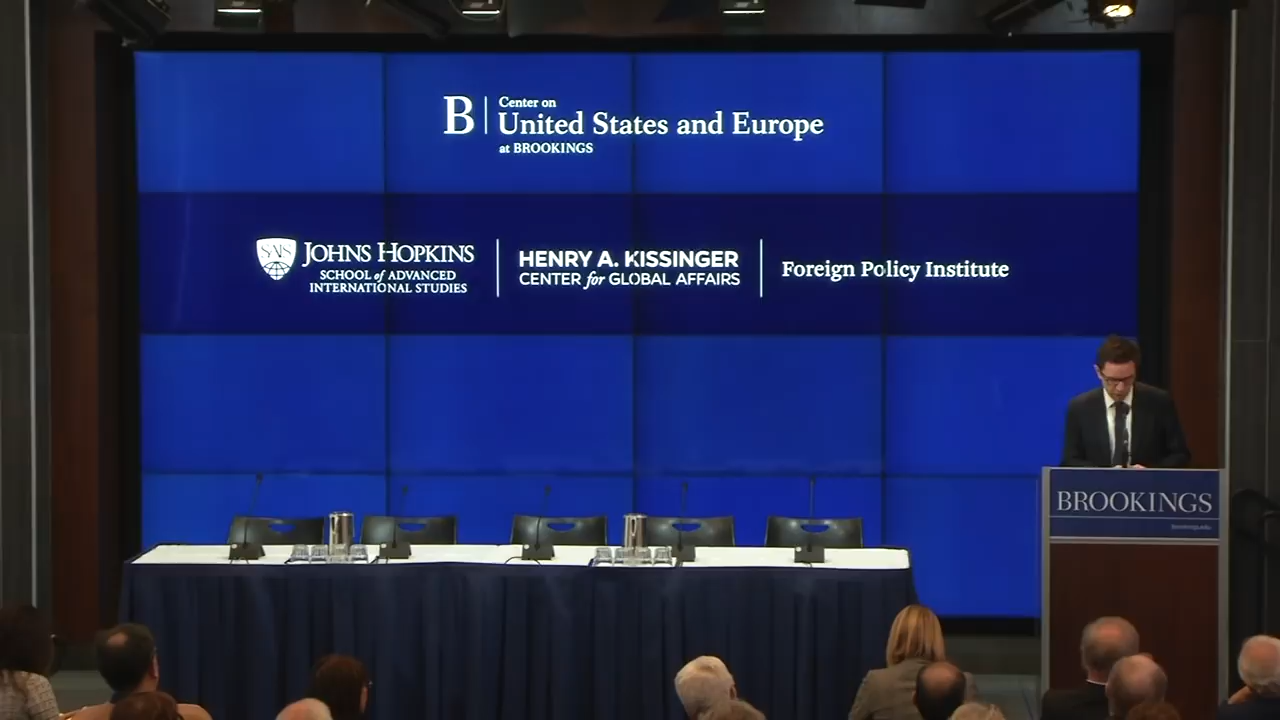 B
Center on
United States and Europe
at BROOKINGS
SAIS
JOHNS HOPKINS
SCHOOL of ADVANCED
INTERNATIONAL STUDIES
HENRY A. KISSINGER
CENTER for GLOBAL AFFAIRS
Foreign Policy Institute
BROOKINGS